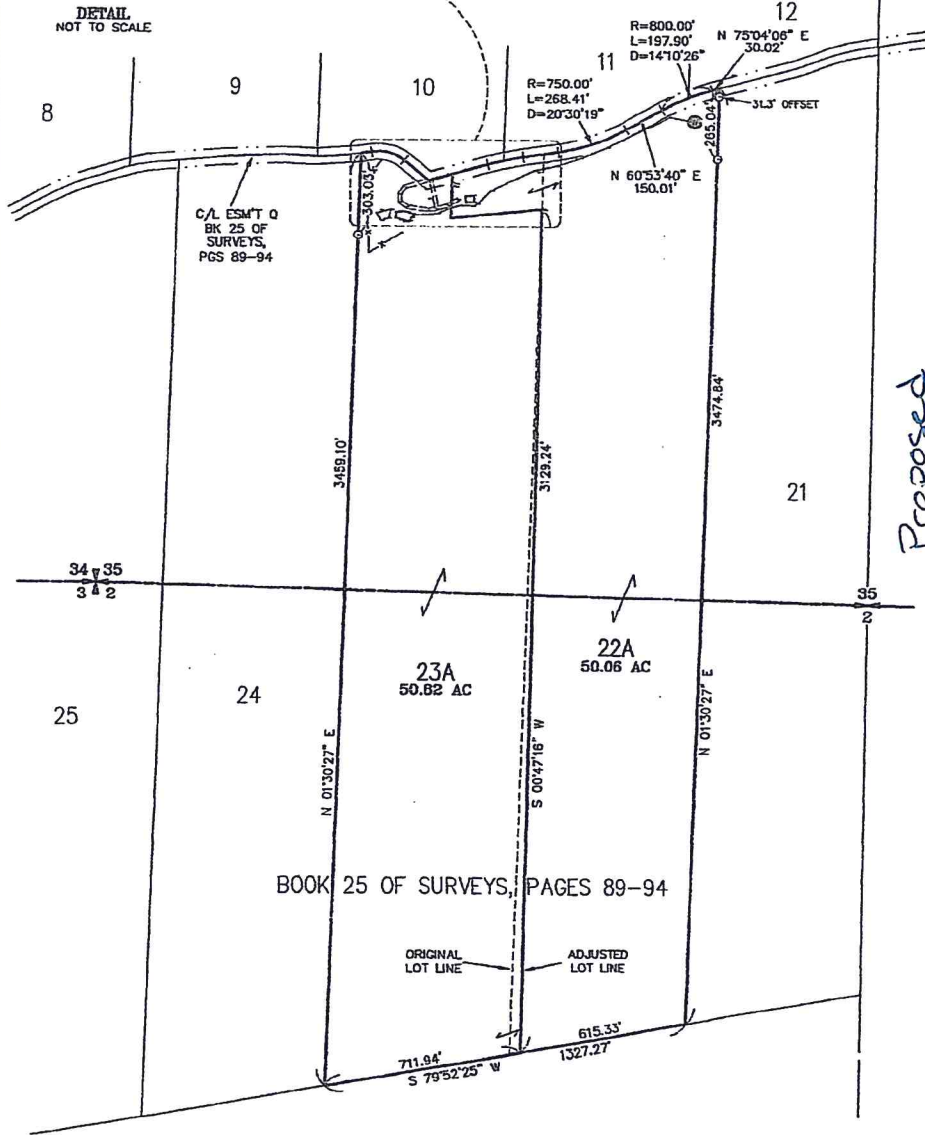 DETAIL
NOT TO SCALE
12
R=800.00'
L=197.90'
D=14°10'26"
N 75°04'06" E
30.02'
11
R=750.00'
L=268.41'
D=20°30'19"
10
9
8
31.3' OFFSET
265.04'
N 60°53'40" E
150.01'
303.03'
C/L ESM'T Q
BK 25 OF
SURVEYS,
PGS 89-94
3459.10'
3129.24'
3474.84'
21
Proposed
34 35
3 2
35
2
23A
50.82 AC
22A
50.06 AC
24
25
N 01°30'27" E
S 00°47'16" W
N 01°30'27" E
BOOK 25 OF SURVEYS, PAGES 89-94
ORIGINAL
LOT LINE
ADJUSTED
LOT LINE
711.94'
615.33'
S 79°52'25" W
1327.27'